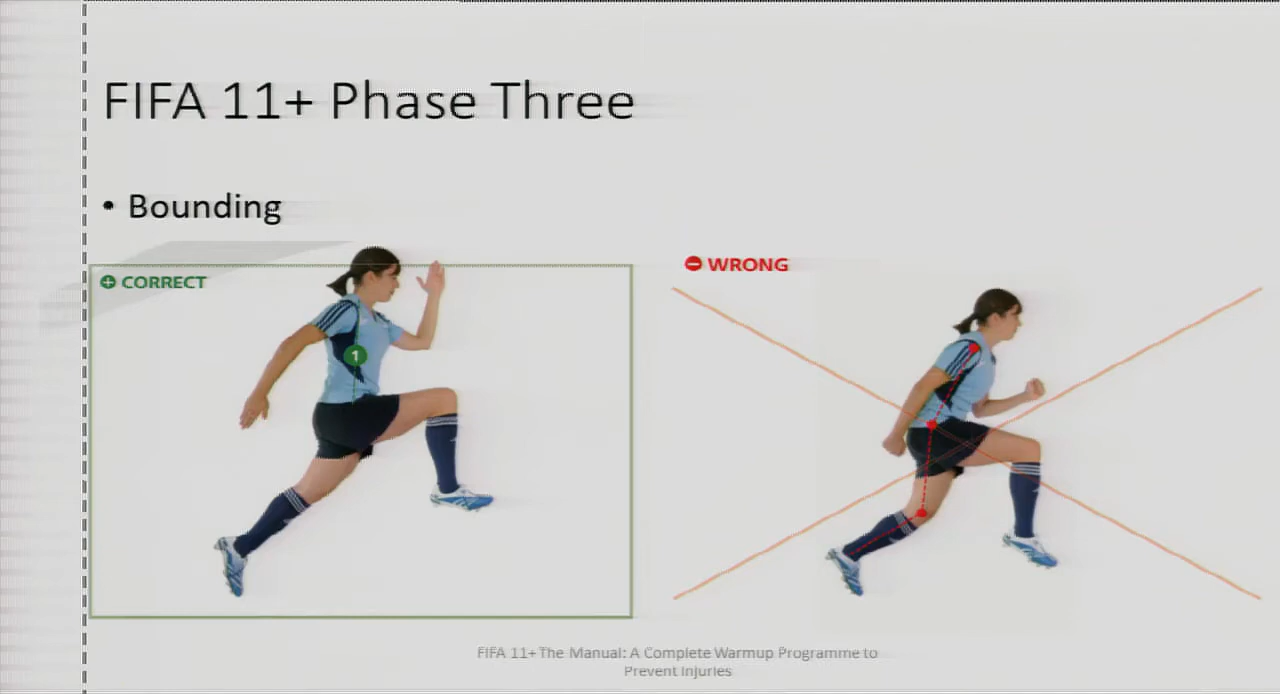 FIFA 11+ Phase Three
• Bounding
CORRECT
WRONG
1
FIFA 11+ The Manual: A Complete Warmup Programme to
Prevent Injuries